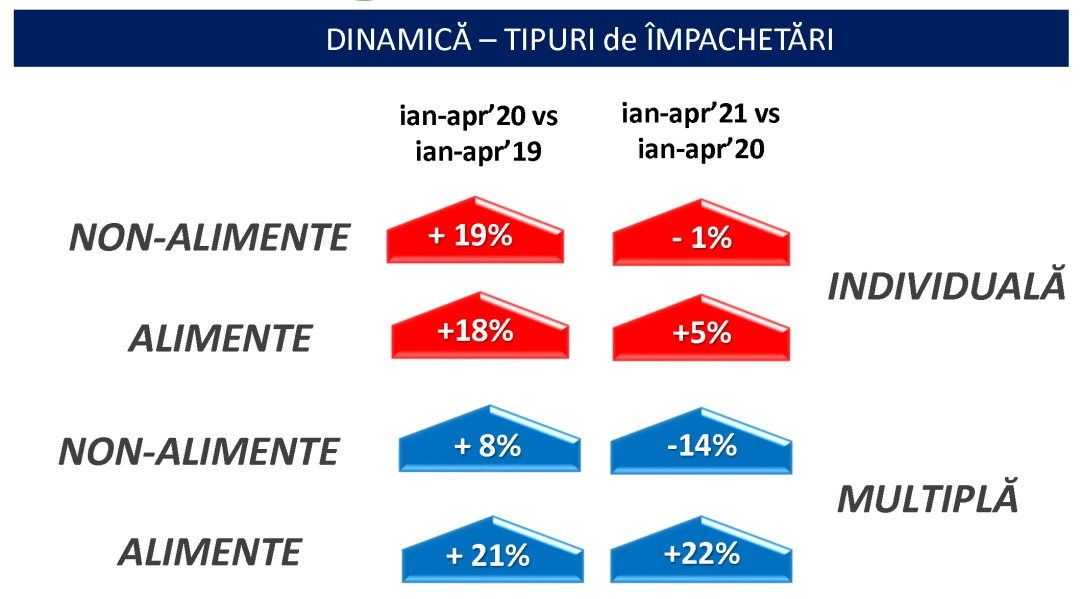 DINAMICĂ – TIPURI de ÎMPACHETĂRI
ian-apr’20 vs
ian-apr’19
ian-apr’21 vs
ian-apr’20
NON-ALIMENTE
+ 19%
- 1%
INDIVIDUALĂ
ALIMENTE
+18%
+5%
NON-ALIMENTE
+ 8%
-14%
MULTIPLĂ
ALIMENTE
+ 21%
+22%